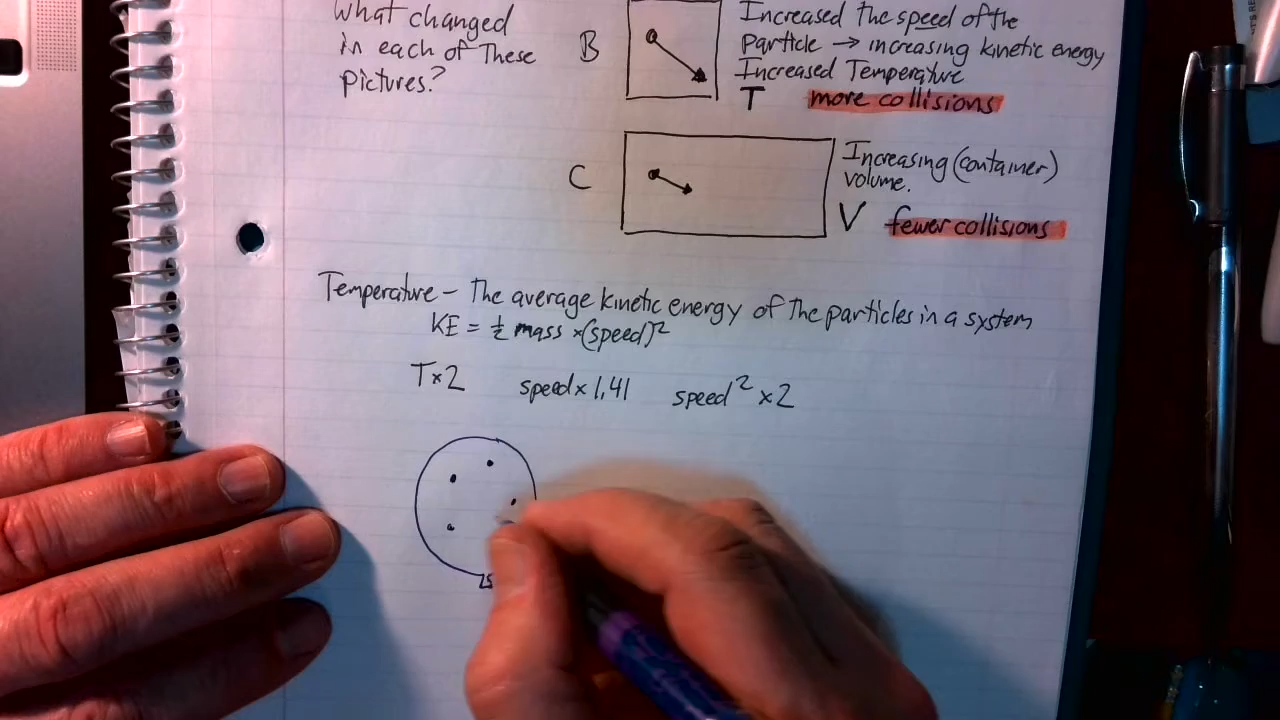 What changed
in each of These
pictures?
B
Increased The speed of the
Particle → increasing kinetic energy
Increased Temperature
T more collisions
C
Increasing (container)
volume.
V fewer collisions
Temperature – The average kinetic energy of the particles in a system
KE = ½ mass × (speed)²
T×2 speed × 1.41 speed² × 2